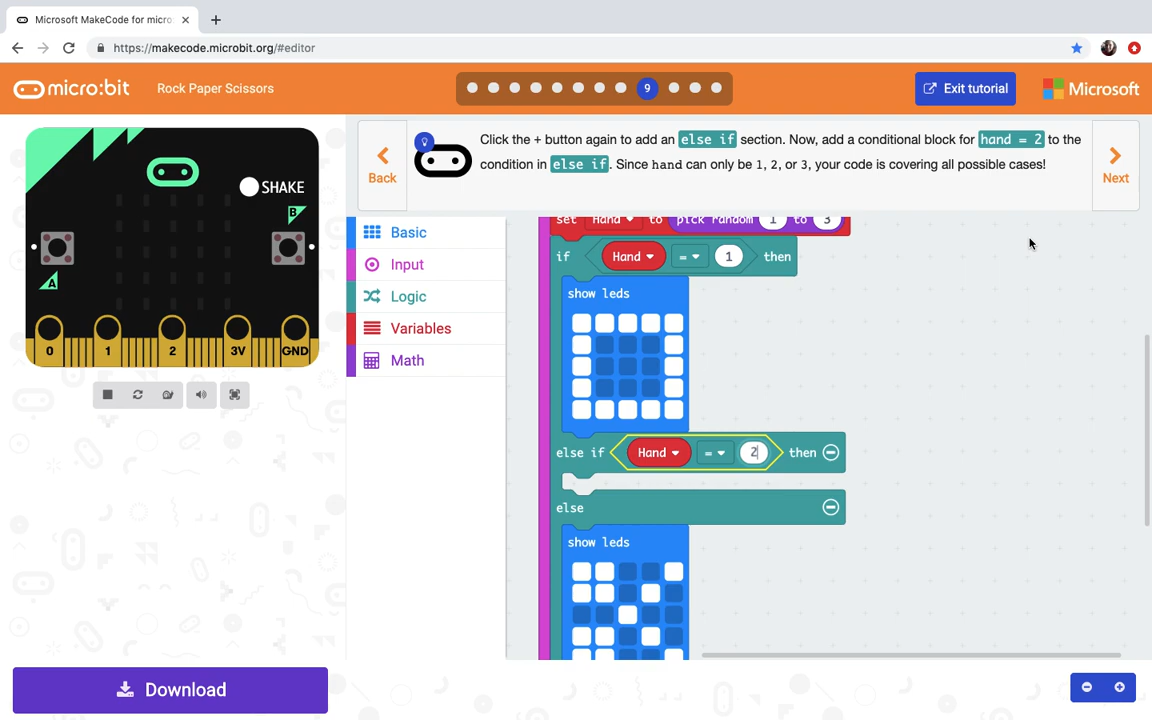 Microsoft MakeCode for micro:
https://makecode.microbit.org/#editor
micro:bit
Rock Paper Scissors
9
Exit tutorial
Microsoft
Back
Click the + button again to add an else if section. Now, add a conditional block for hand = 2 to the
condition in else if. Since hand can only be 1, 2, or 3, your code is covering all possible cases!
Next
SHAKE
B
A
0 1 2 3V GND
Basic
Input
Logic
Variables
Math
set Hand to pick random 1 to 3
if Hand = 1 then
show leds
else if Hand = 2 then
else
show leds
Download